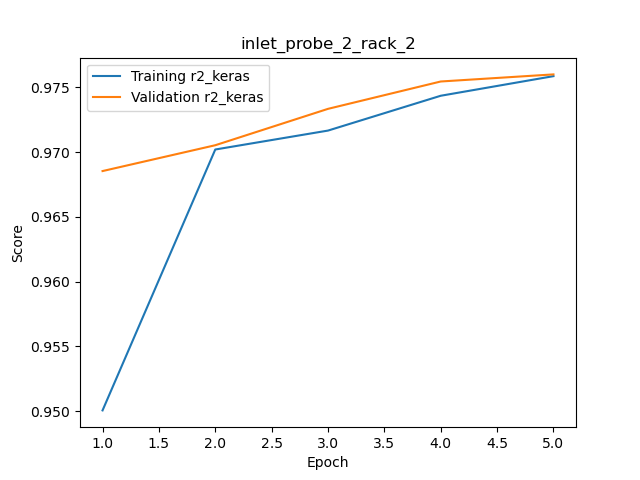 inlet_probe_2_rack_2
Training r2_keras
Validation r2_keras
0.975
0.970
0.965
0.960
0.955
0.950
Score
1.0 1.5 2.0 2.5 3.0 3.5 4.0 4.5 5.0
Epoch